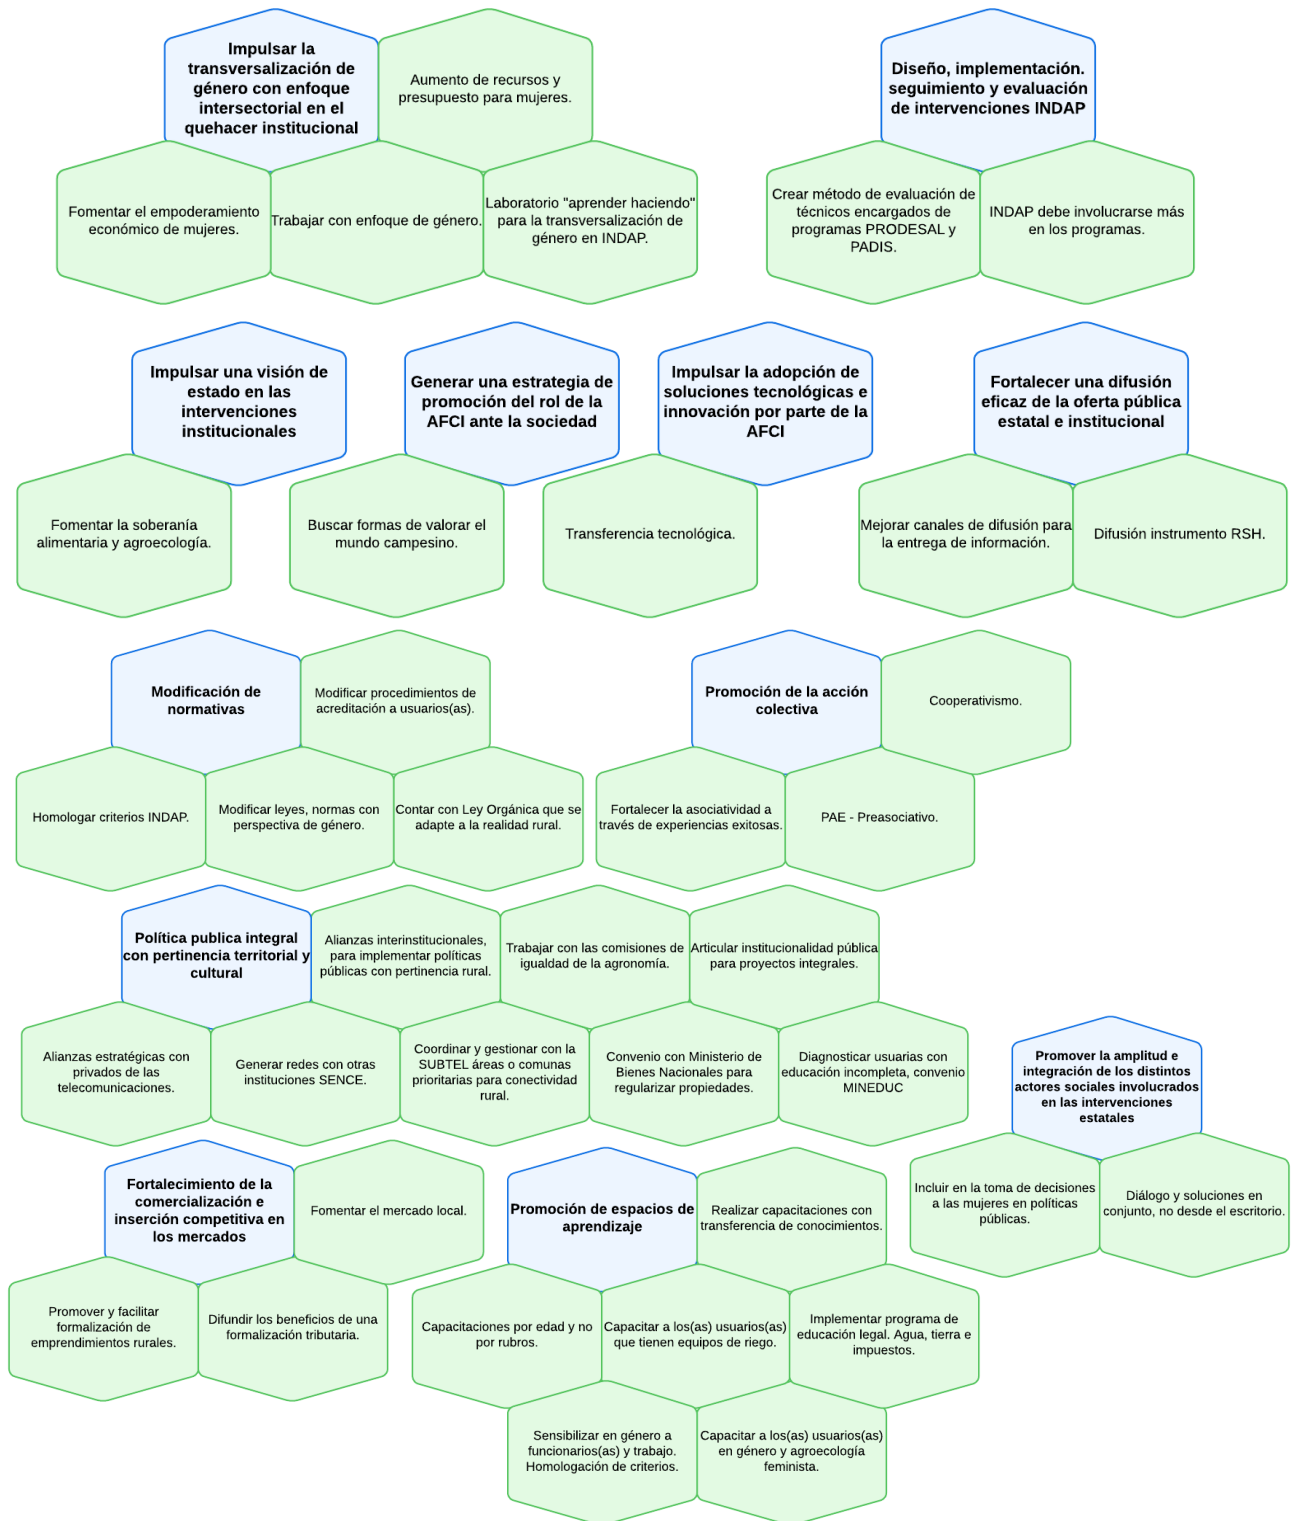 Impulsar la
transversalización de
género con enfoque
intersectorial en el
quehacer institucional
Aumento de recursos y
presupuesto para mujeres.
Fomentar el empoderamiento
económico de mujeres.
Trabajar con enfoque de género.
Laboratorio "aprender haciendo"
para la transversalización de
género en INDAP.
Diseño, implementación.
seguimiento y evaluación
de intervenciones INDAP
Crear método de evaluación de
técnicos encargados de
programas PRODESAL y
PADIS.
INDAP debe involucrarse más
en los programas.
Impulsar una visión de
estado en las
intervenciones
institucionales
Fomentar la soberanía
alimentaria y agroecología.
Generar una estrategia de
promoción del rol de la
AFCI ante la sociedad
Buscar formas de valorar el
mundo campesino.
Impulsar la adopción de
soluciones tecnológicas e
innovación por parte de la
AFCI
Transferencia tecnológica.
Fortalecer una difusión
eficaz de la oferta pública
estatal e institucional
Mejorar canales de difusión para
la entrega de información.
Difusión instrumento RSH.
Modificación de
normativas
Modificar procedimientos de
acreditación a usuarios(as).
Homologar criterios INDAP.
Modificar leyes, normas con
perspectiva de género.
Contar con Ley Orgánica que se
adapte a la realidad rural.
Promoción de la acción
colectiva
Cooperativismo.
Fortalecer la asociatividad a
través de experiencias exitosas.
PAE - Preasociativo.
Política publica integral
con pertinencia territorial y
cultural
Alianzas interinstitucionales,
para implementar políticas
públicas con pertinencia rural.
Trabajar con las comisiones de
igualdad de la agronomía.
Articular institucionalidad pública
para proyectos integrales.
Alianzas estratégicas con
privados de las
telecomunicaciones.
Generar redes con otras
instituciones SENCE.
Coordinar y gestionar con la
SUBTEL áreas o comunas
prioritarias para conectividad
rural.
Convenio con Ministerio de
Bienes Nacionales para
regularizar propiedades.
Diagnosticar usuarias con
educación incompleta, convenio
MINEDUC
Promover la amplitud e
integración de los distintos
actores sociales involucrados
en las intervenciones
estatales
Incluir en la toma de decisiones
a las mujeres en políticas
públicas.
Diálogo y soluciones en
conjunto, no desde el escritorio.
Fortalecimiento de la
comercialización e
inserción competitiva en
los mercados
Fomentar el mercado local.
Promover y facilitar
formalización de
emprendimientos rurales.
Difundir los beneficios de una
formalización tributaria.
Promoción de espacios de
aprendizaje
Realizar capacitaciones con
transferencia de conocimientos.
Capacitaciones por edad y no
por rubros.
Capacitar a los(as) usuarios(as)
que tienen equipos de riego.
Implementar programa de
educación legal. Agua, tierra e
impuestos.
Sensibilizar en género a
funcionarios(as) y trabajo.
Homologación de criterios.
Capacitar a los(as) usuarios(as)
en género y agroecología
feminista.